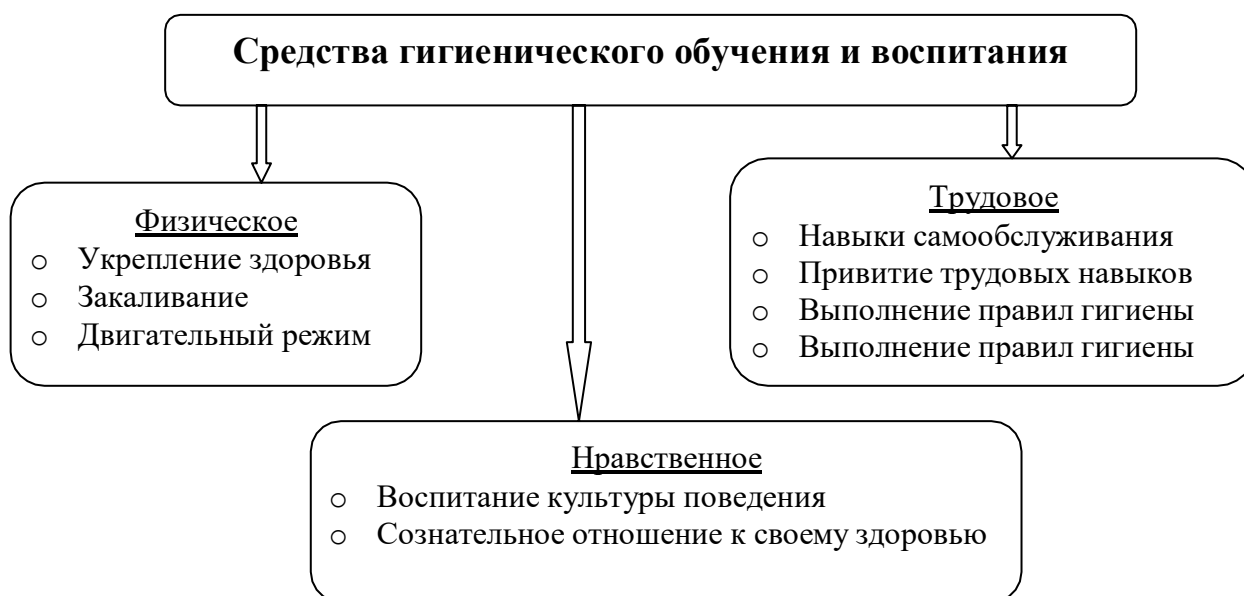 Средства гигиенического обучения и воспитания
Физическое
o Укрепление здоровья
o Закаливание
o Двигательный режим
Трудовое
o Навыки самообслуживания
o Привитие трудовых навыков
o Выполнение правил гигиены
o Выполнение правил гигиены
Нравственное
o Воспитание культуры поведения
o Сознательное отношение к своему здоровью